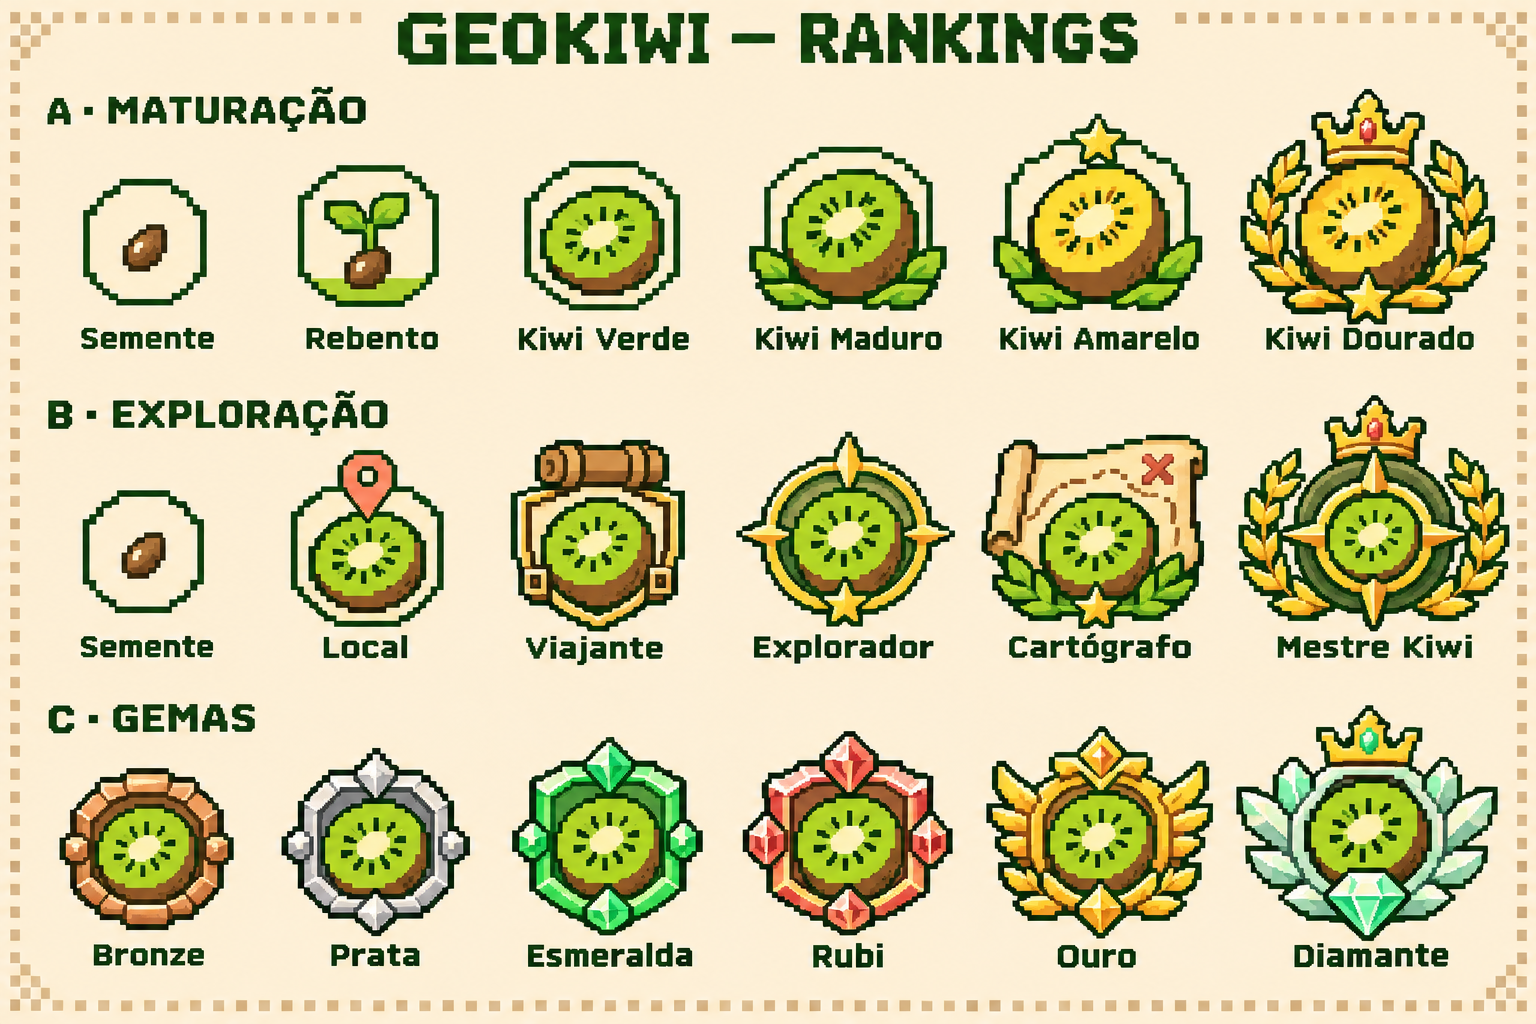 GEOKIWI – RANKINGS
A · MATURAÇÃO
Semente Rebento Kiwi Verde Kiwi Maduro Kiwi Amarelo Kiwi Dourado
B · EXPLORAÇÃO
Semente Local Viajante Explorador Cartógrafo Mestre Kiwi
C · GEMAS
Bronze Prata Esmeralda Rubi Ouro Diamante